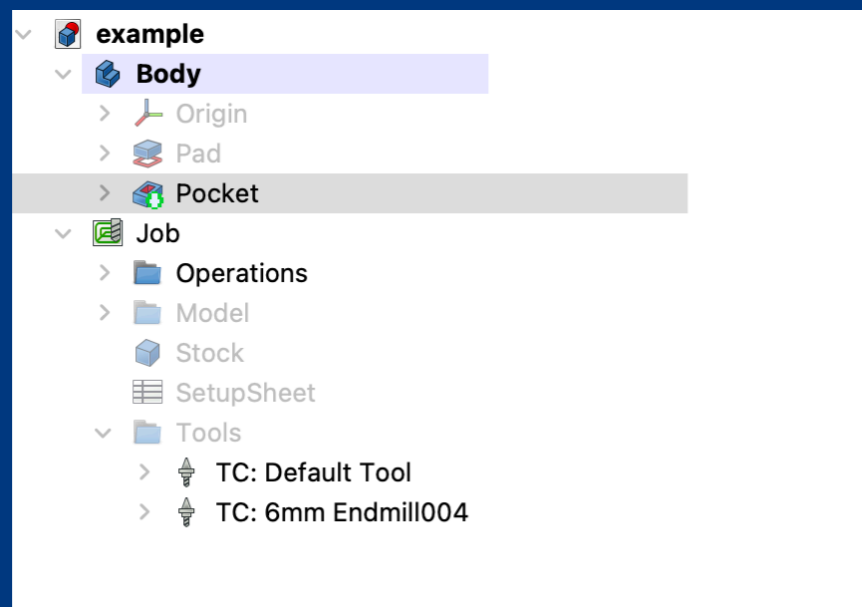 example
Body
Origin
Pad
Pocket
Job
Operations
Model
Stock
SetupSheet
Tools
TC: Default Tool
TC: 6mm Endmill004